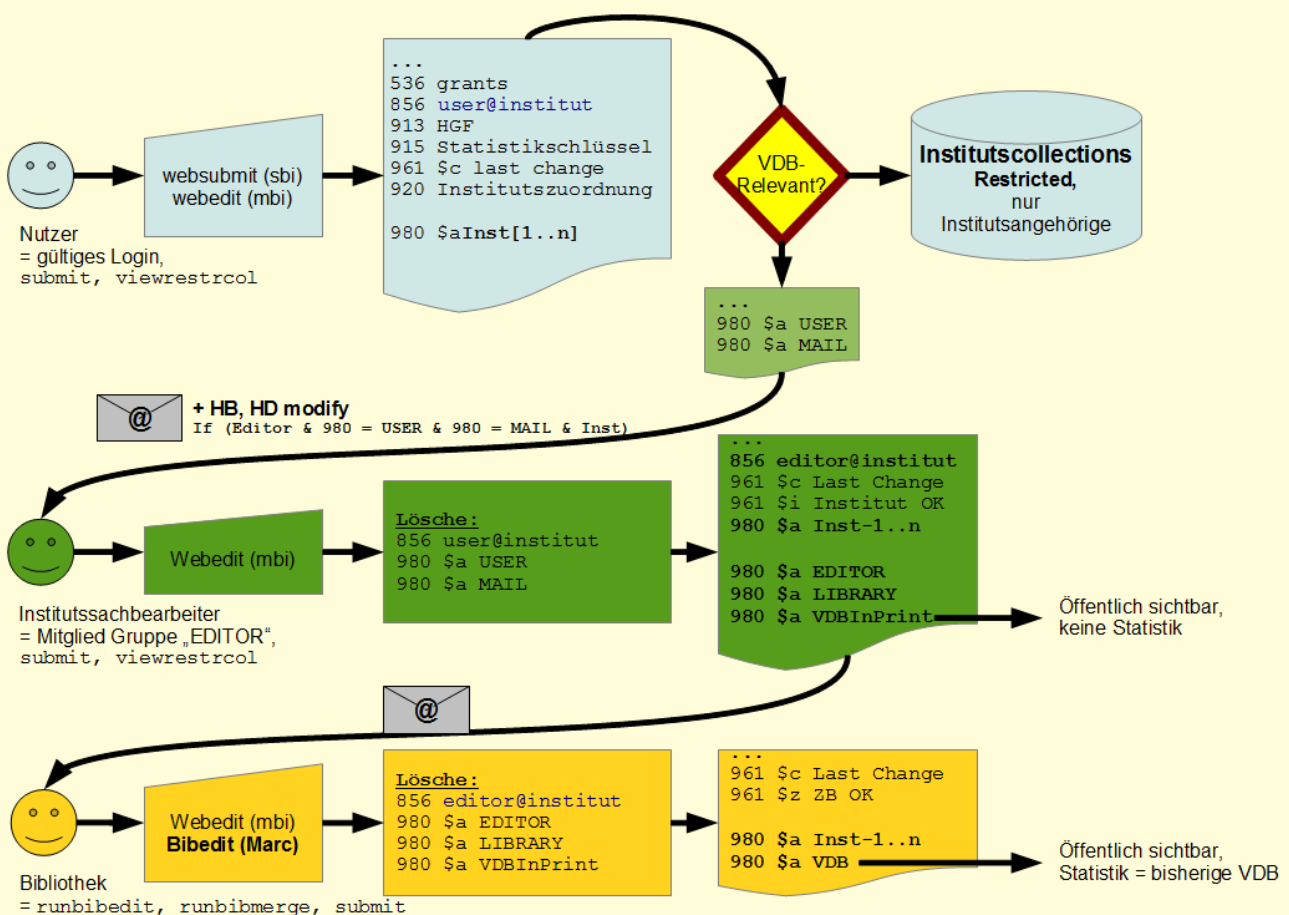 ...
536 grants
856 user@institut
913 HGF
915 Statistikschlüssel
961 $c last change
920 Institutszuordnung
980 $aInst[1..n]
websubmit (sbi)
webedit (mbi)
Nutzer
= gültiges Login,
submit, viewrestrcol
VDB-
Relevant?
Institutscollections
Restricted,
nur
Institutsangehörige
...
980 $a USER
980 $a MAIL
@
+ HB, HD modify
If (Editor & 980 = USER & 980 = MAIL & Inst)
Webedit (mbi)
Institutssachbearbeiter
= Mitglied Gruppe „EDITOR“,
submit, viewrestrcol
Lösche:
856 user@institut
980 $a USER
980 $a MAIL
...
856 editor@institut
961 $c Last Change
961 $i Institut OK
980 $a Inst-1..n
980 $a EDITOR
980 $a LIBRARY
980 $a VDBInPrint
Öffentlich sichtbar,
keine Statistik
@
Webedit (mbi)
Bibedit (Marc)
Bibliothek
= runbibedit, runbibmerge, submit
Lösche:
856 editor@institut
980 $a EDITOR
980 $a LIBRARY
980 $a VDBInPrint
...
961 $c Last Change
961 $z ZB OK
980 $a Inst-1..n
980 $a VDB
Öffentlich sichtbar,
Statistik = bisherige VDB